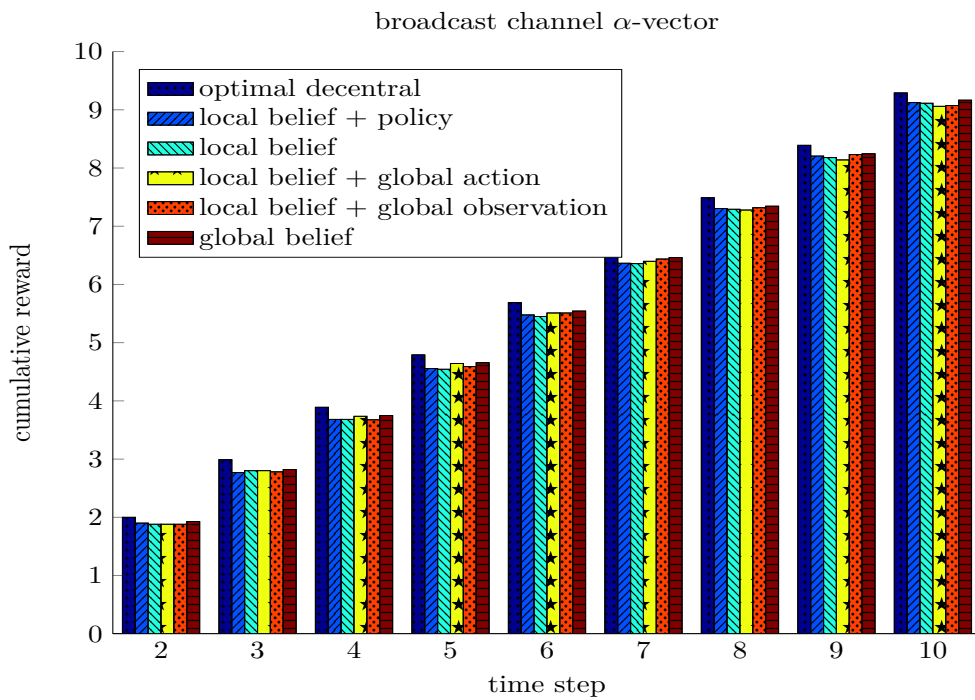 broadcast channel α-vector
10
9
8
7
6
5
4
3
2
1
0
cumulative reward
optimal decentral
local belief + policy
local belief
local belief + global action
local belief + global observation
global belief
2 3 4 5 6 7 8 9 10
time step